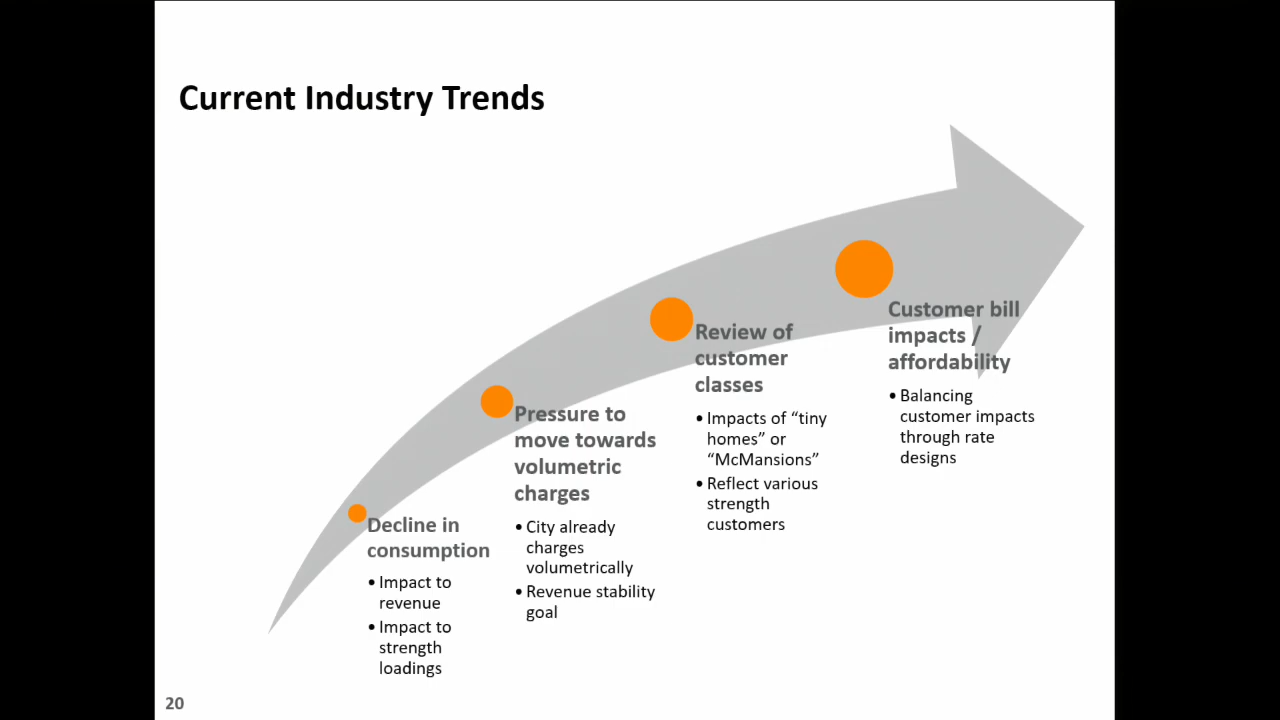 Current Industry Trends
Decline in
consumption
• Impact to
revenue
• Impact to
strength
loadings
Pressure to
move towards
volumetric
charges
• City already
charges
volumetrically
• Revenue stability
goal
Review of
customer
classes
• Impacts of “tiny
homes” or
“McMansions”
• Reflect various
strength
customers
Customer bill
impacts /
affordability
• Balancing
customer impacts
through rate
designs
20